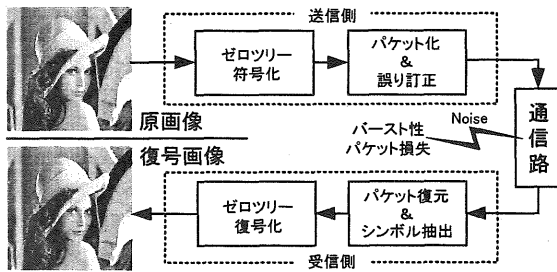 送信側
ゼロツリー
符号化
パケット化
&
誤り訂正
原画像
通信路
Noise
バースト性
パケット損失
復号画像
ゼロツリー
復号化
パケット復元
&
シンボル抽出
受信側